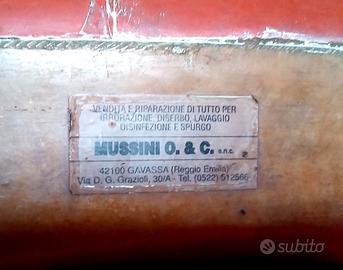 VENDITA E RIPARAZIONE DI TUTTO PER
IRRORAZIONE, DISERBO, LAVAGGIO
DISINFEZIONE E SPURGO
MUSSINI O. & C. s.n.c.
42100 GAVASSA (Reggio Emilia)
Via D. G. Grazioli, 30/A - Tel. (0522) 512566
subito